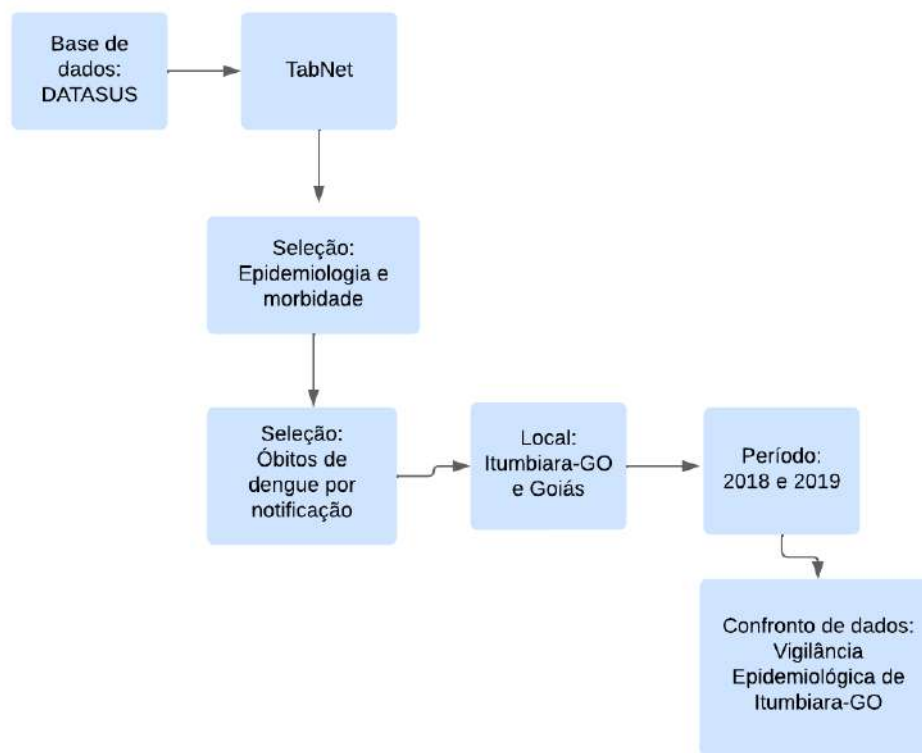 Base de
dados:
DATASUS
TabNet
Seleção:
Epidemiologia e
morbidade
Seleção:
Óbitos de
dengue por
notificação
Local:
Itumbiara-GO
e Goiás
Período:
2018 e 2019
Confronto de dados:
Vigilância
Epidemiológica de
Itumbiara-GO